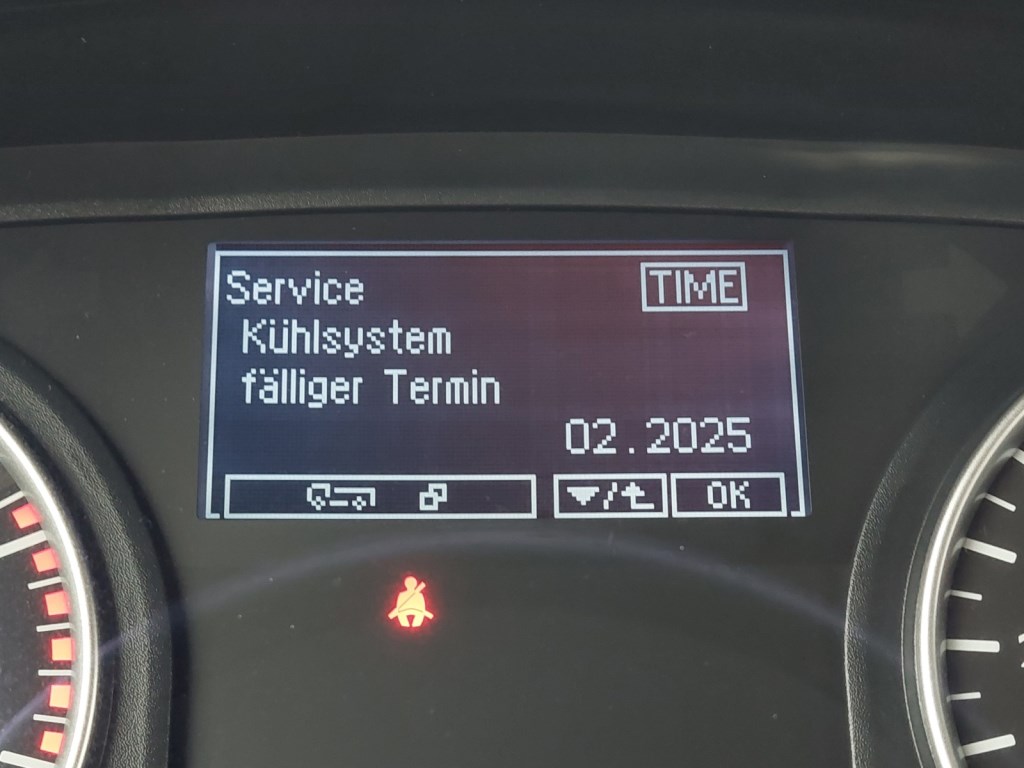 Service TIME
Kühlsystem
fälliger Termin
02.2025
OK